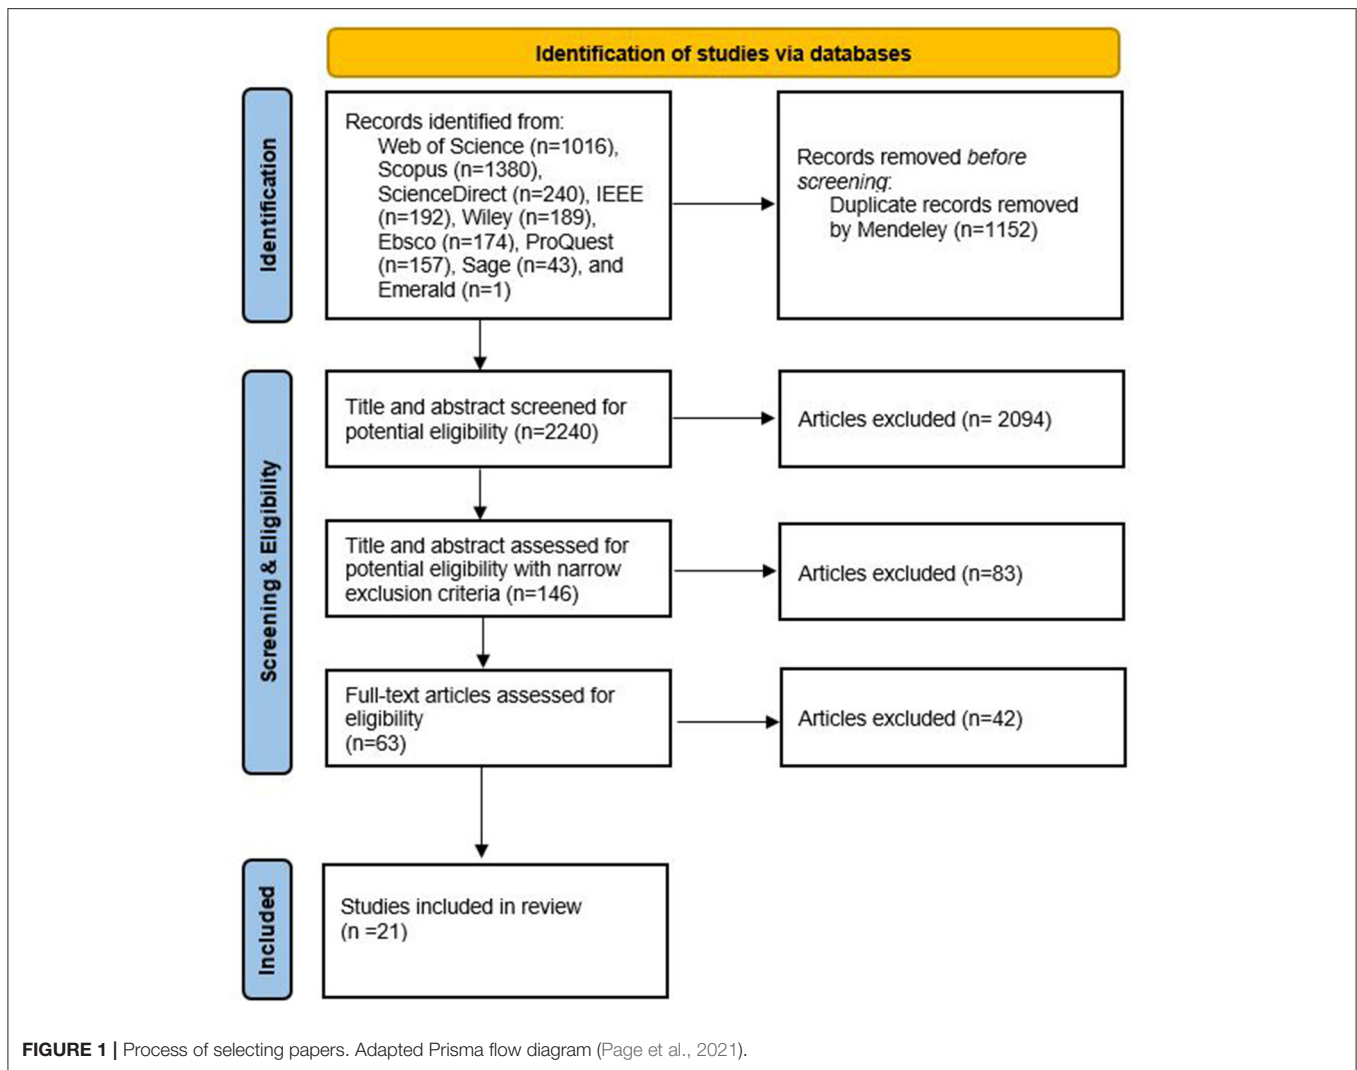 Identification of studies via databases
Identification
Records identified from:
Web of Science (n=1016),
Scopus (n=1380),
ScienceDirect (n=240), IEEE
(n=192), Wiley (n=189),
Ebsco (n=174), ProQuest
(n=157), Sage (n=43), and
Emerald (n=1)
Records removed before
screening:
Duplicate records removed
by Mendeley (n=1152)
Screening & Eligibility
Title and abstract screened for
potential eligibility (n=2240)
Articles excluded (n= 2094)
Title and abstract assessed for
potential eligibility with narrow
exclusion criteria (n=146)
Articles excluded (n=83)
Full-text articles assessed for
eligibility
(n=63)
Articles excluded (n=42)
Included
Studies included in review
(n =21)
FIGURE 1 | Process of selecting papers. Adapted Prisma flow diagram (Page et al., 2021).